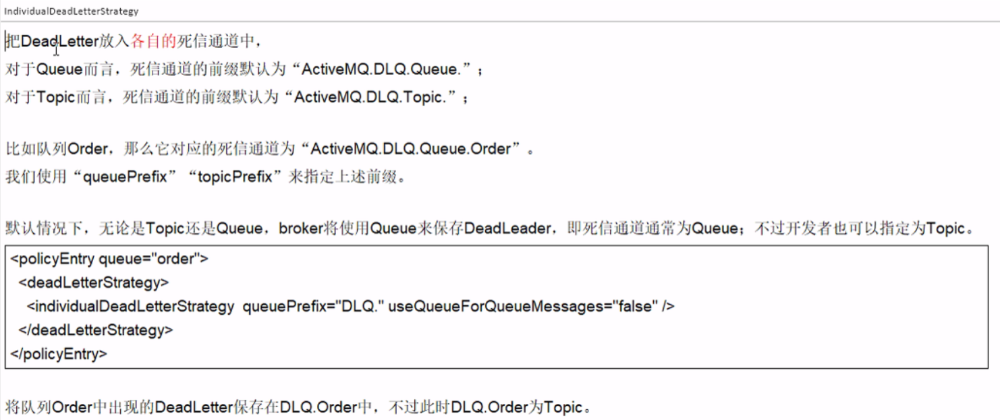 IndividualDeadLetterStrategy
把DeadLetter放入各自的死信通道中，
对于Queue而言，死信通道的前缀默认为“ActiveMQ.DLQ.Queue.”；
对于Topic而言，死信通道的前缀默认为“ActiveMQ.DLQ.Topic.”；
比如队列Order，那么它对应的死信通道为“ActiveMQ.DLQ.Queue.Order”。
我们使用“queuePrefix”“topicPrefix”来指定上述前缀。
默认情况下，无论是Topic还是Queue，broker将使用Queue来保存DeadLeader，即死信通道通常为Queue；不过开发者也可以指定为Topic。
<policyEntry queue="order">
<deadLetterStrategy>
<individualDeadLetterStrategy queuePrefix="DLQ." useQueueForQueueMessages="false" />
</deadLetterStrategy>
</policyEntry>
将队列Order中出现的DeadLetter保存在DLQ.Order中，不过此时DLQ.Order为Topic。